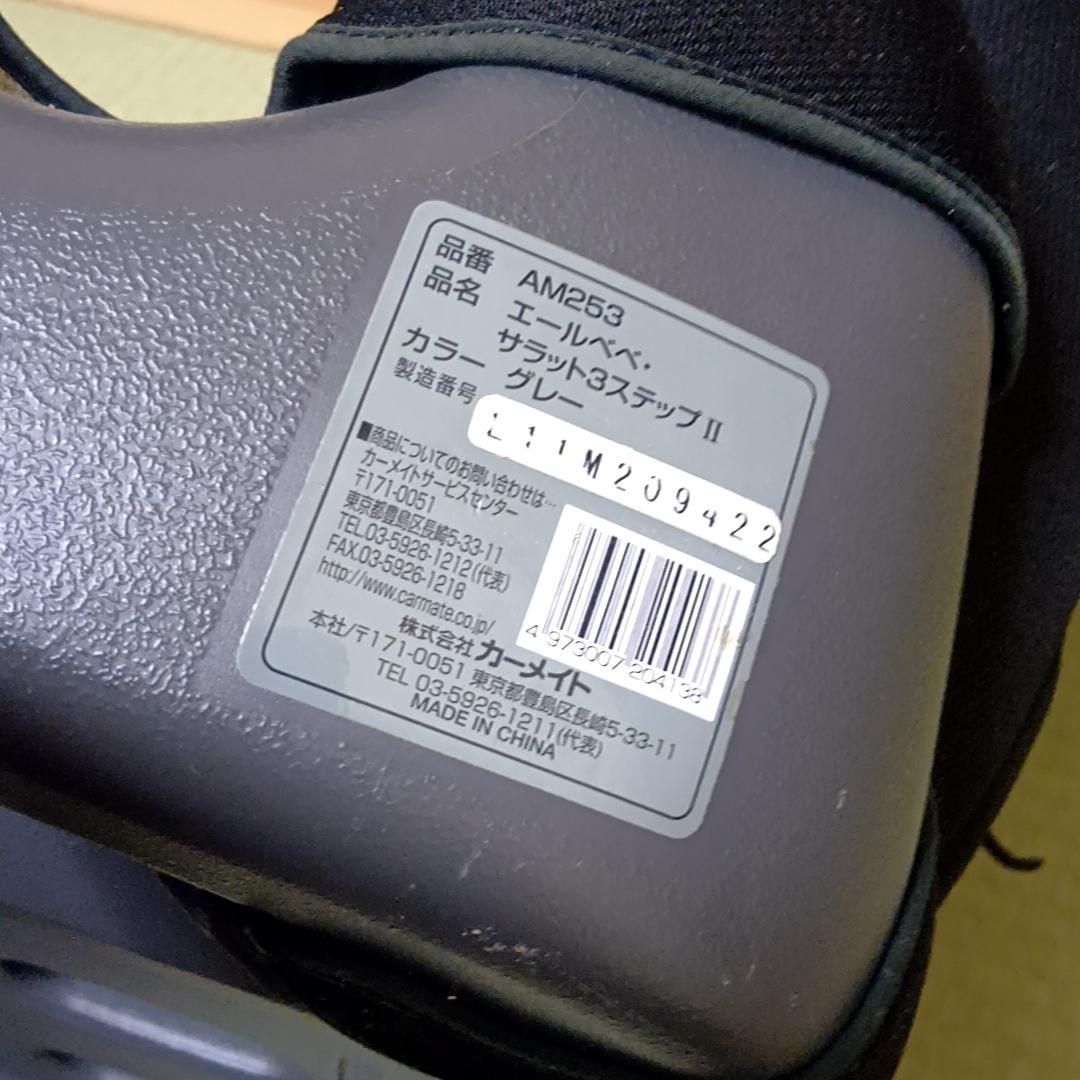 品番 AM253
品名 エールベベ・
サラット3ステップⅡ
カラー グレー
製造番号 L11M209422
■商品についてのお問い合わせは…
カーメイトサービスセンター
〒171-0051
東京都豊島区長崎5-33-11
TEL.03-5926-1212(代表)
FAX.03-5926-1218
http://www.carmate.co.jp/
4 973007 204138
株式会社 カーメイト
本社/〒171-0051 東京都豊島区長崎5-33-11
TEL 03-5926-1211(代表)
MADE IN CHINA